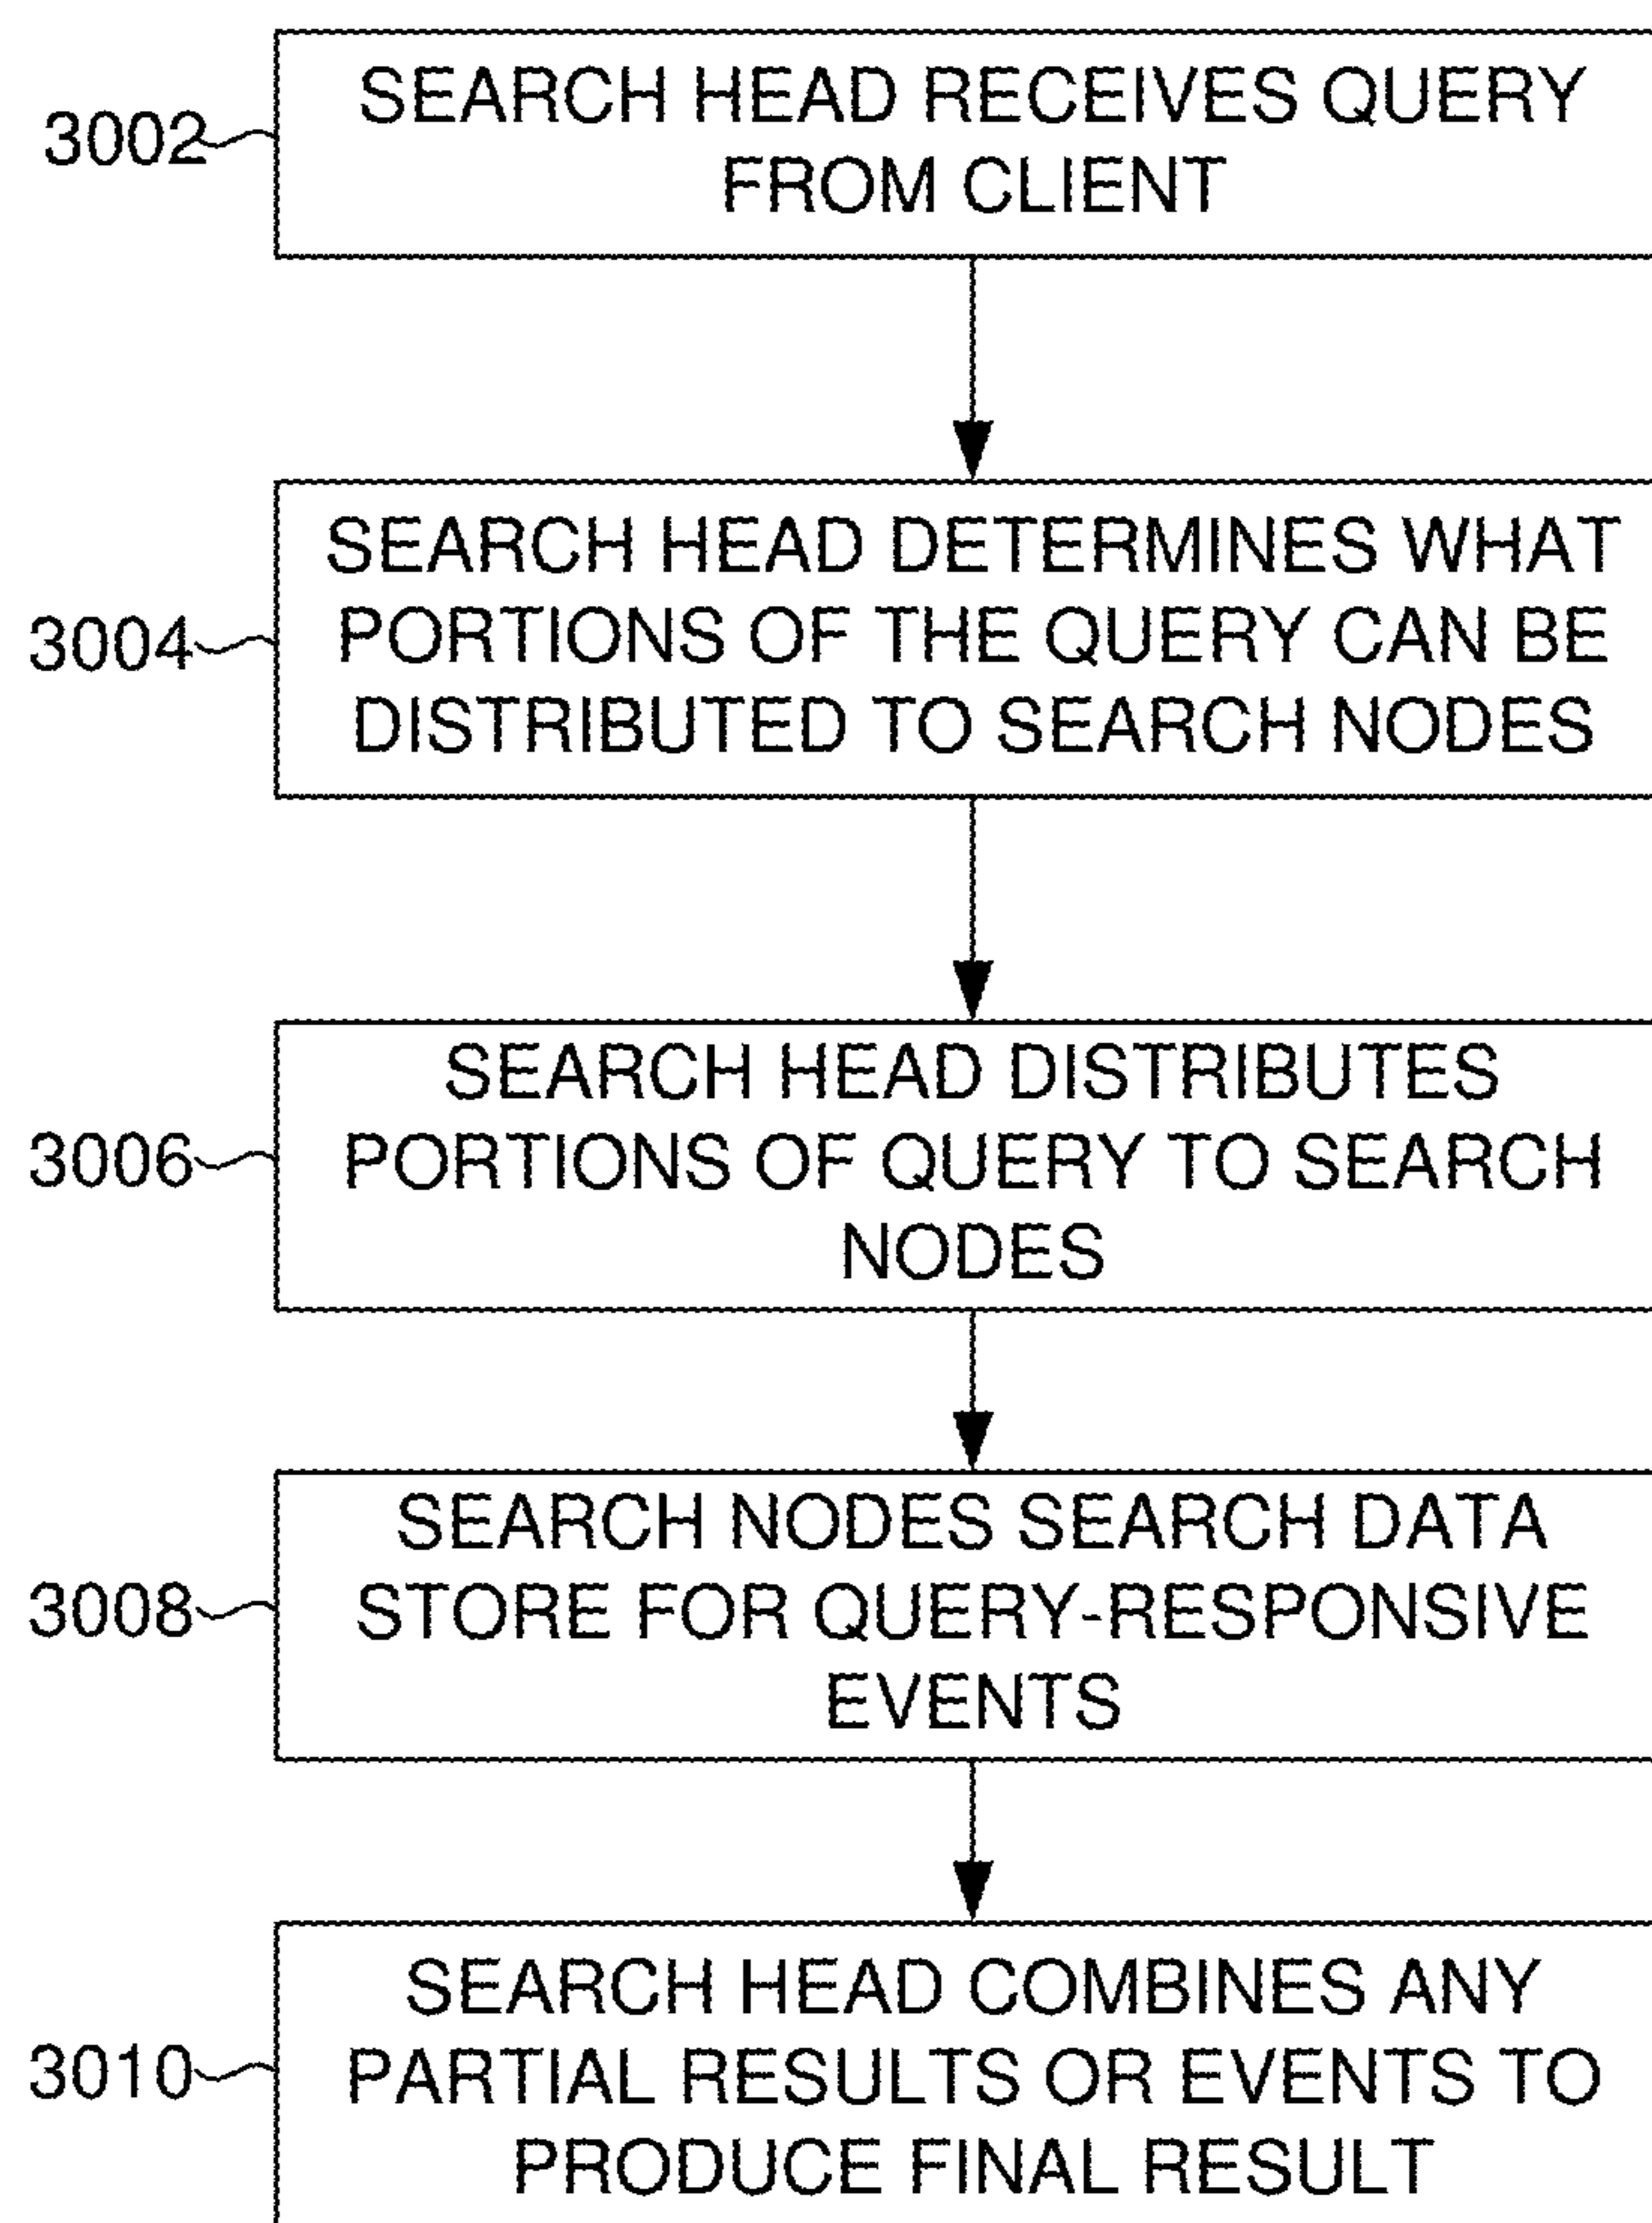 3002
SEARCH HEAD RECEIVES QUERY
FROM CLIENT
3004
SEARCH HEAD DETERMINES WHAT
PORTIONS OF THE QUERY CAN BE
DISTRIBUTED TO SEARCH NODES
3006
SEARCH HEAD DISTRIBUTES
PORTIONS OF QUERY TO SEARCH
NODES
3008
SEARCH NODES SEARCH DATA
STORE FOR QUERY-RESPONSIVE
EVENTS
3010
SEARCH HEAD COMBINES ANY
PARTIAL RESULTS OR EVENTS TO
PRODUCE FINAL RESULT